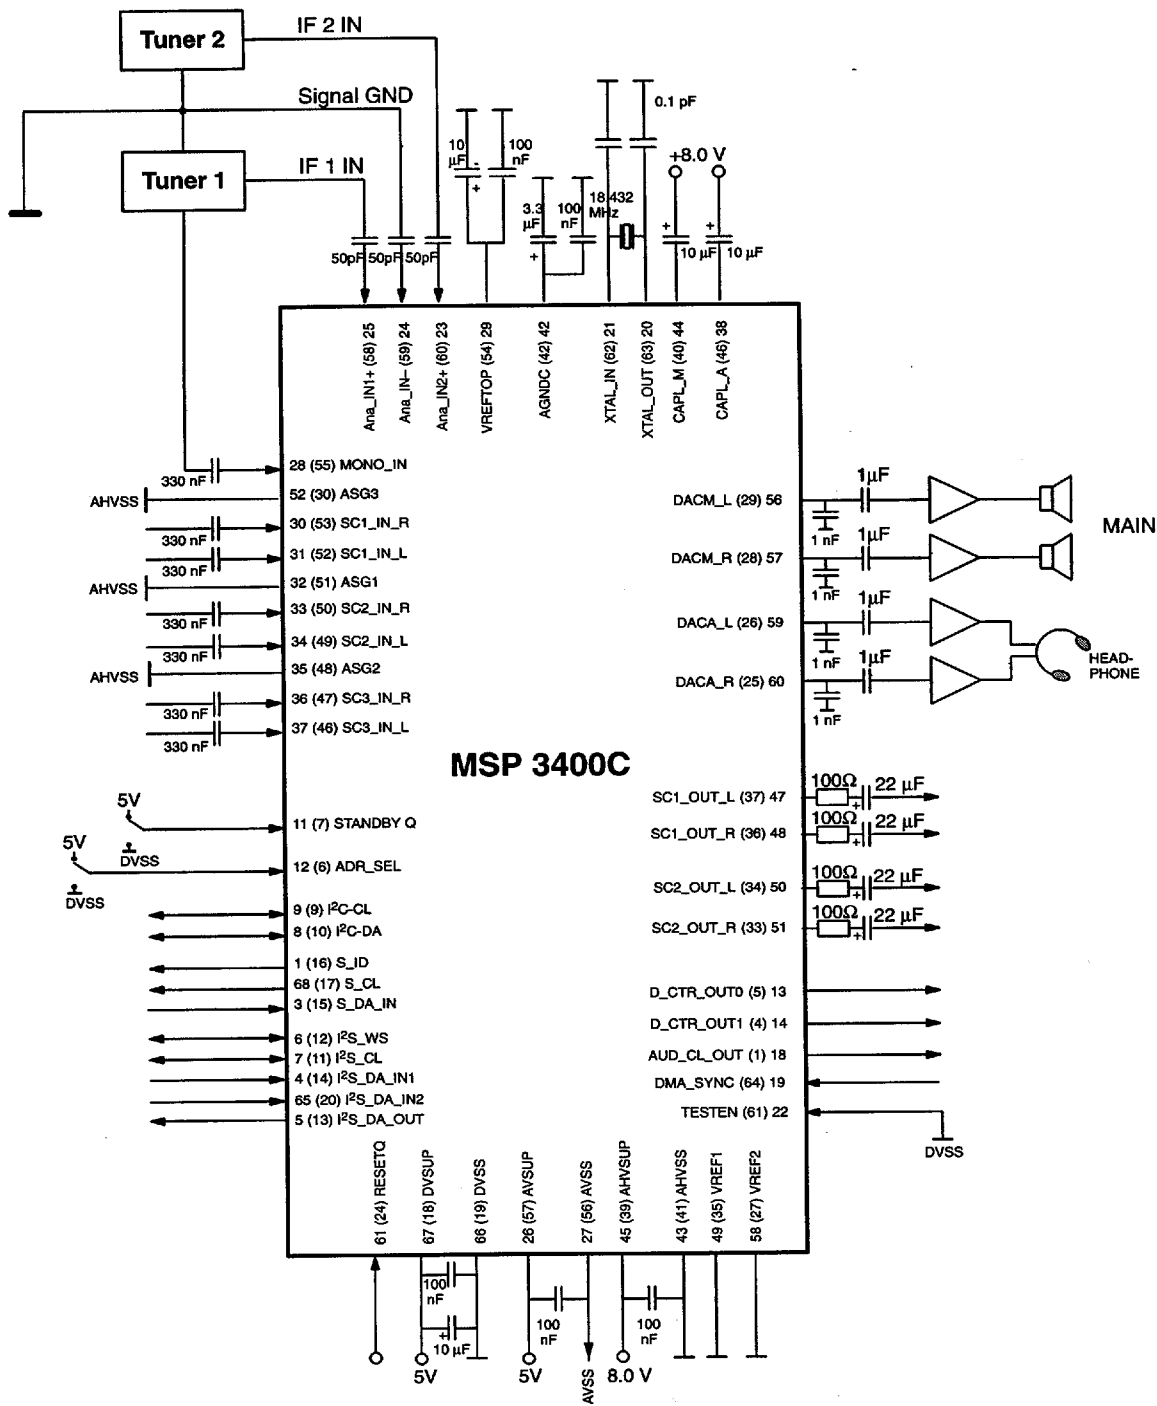 Tuner 2
IF 2 IN
Signal GND
Tuner 1
IF 1 IN
10
µF
-
+
100
nF
3.3
µF
+
100
nF
18.432
MHz
0.1 pF
+8.0 V
+
10 µF
+
10 µF
50pF
50pF
50pF
Ana_IN1+ (58) 25
Ana_IN- (59) 24
Ana_IN2+ (60) 23
VREFTOP (54) 29
AGNDC (42) 42
XTAL_IN (62) 21
XTAL_OUT (63) 20
CAPL_M (40) 44
CAPL_A (46) 38
330 nF
28 (55) MONO_IN
AHVSS
52 (30) ASG3
330 nF
30 (53) SC1_IN_R
330 nF
31 (52) SC1_IN_L
AHVSS
32 (51) ASG1
330 nF
33 (50) SC2_IN_R
330 nF
34 (49) SC2_IN_L
AHVSS
35 (48) ASG2
330 nF
36 (47) SC3_IN_R
330 nF
37 (46) SC3_IN_L
MSP 3400C
5V
DVSS
11 (7) STANDBY Q
5V
DVSS
12 (6) ADR_SEL
9 (9) I²C-CL
8 (10) I²C-DA
1 (16) S_ID
68 (17) S_CL
3 (15) S_DA_IN
6 (12) I²S_WS
7 (11) I²S_CL
4 (14) I²S_DA_IN1
65 (20) I²S_DA_IN2
5 (13) I²S_DA_OUT
DACM_L (29) 56
1 nF
1µF
DACM_R (28) 57
1 nF
1µF
MAIN
DACA_L (26) 59
1 nF
1µF
DACA_R (25) 60
1 nF
1µF
HEAD-
PHONE
SC1_OUT_L (37) 47
100Ω
+
22 µF
SC1_OUT_R (36) 48
100Ω
+
22 µF
SC2_OUT_L (34) 50
100Ω
+
22 µF
SC2_OUT_R (33) 51
100Ω
+
22 µF
D_CTR_OUT0 (5) 13
D_CTR_OUT1 (4) 14
AUD_CL_OUT (1) 18
DMA_SYNC (64) 19
TESTEN (61) 22
DVSS
61 (24) RESETQ
67 (18) DVSUP
66 (19) DVSS
26 (57) AVSUP
27 (56) AVSS
45 (39) AHVSUP
43 (41) AHVSS
49 (35) VREF1
58 (27) VREF2
100
nF
+
10 µF
5V
100
nF
5V
AVSS
100
nF
8.0 V